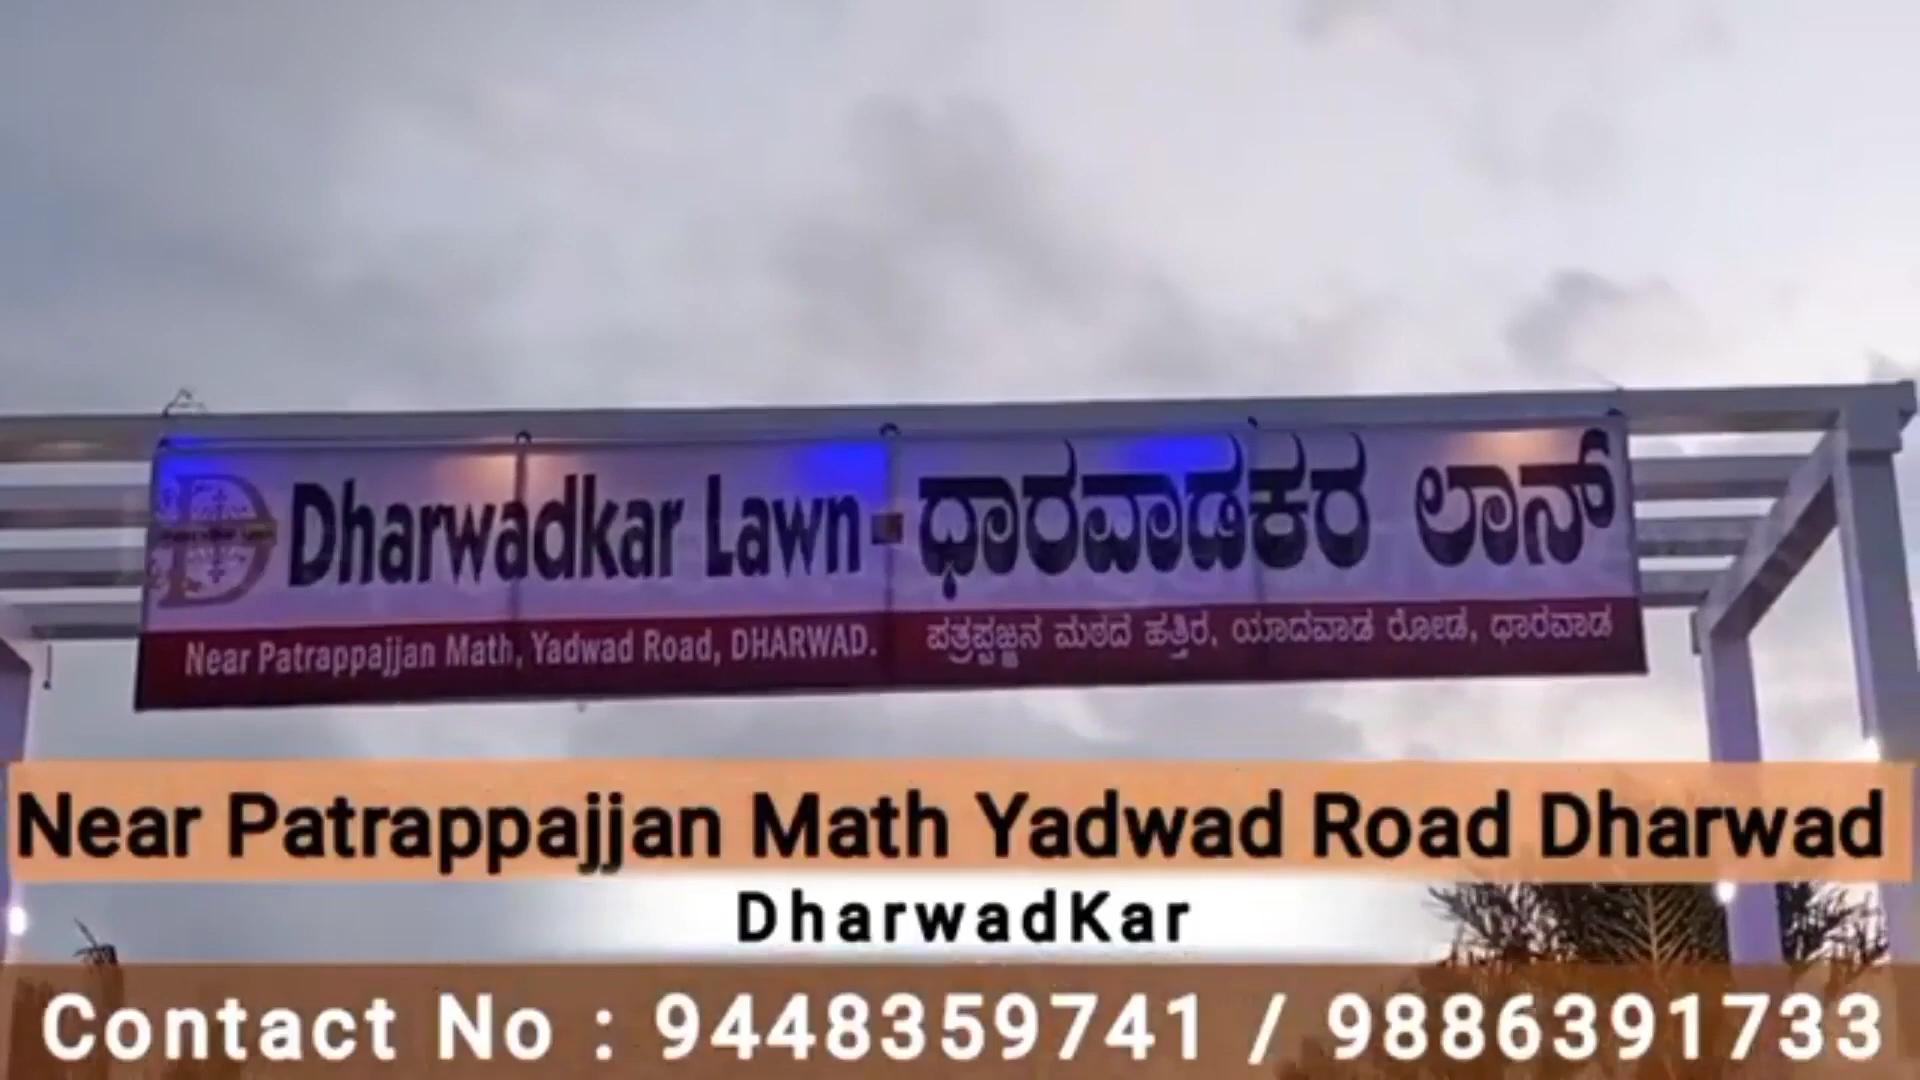 Dharwadkar Lawn - ಧಾರವಾಡಕರ ಲಾನ್
Near Patrappajjan Math, Yadwad Road, DHARWAD. ಪತ್ರಪ್ಪಜ್ಜನ ಮಠದ ಹತ್ತಿರ, ಯಾದವಾಡ ರೋಡ, ಧಾರವಾಡ
Near Patrappajjan Math Yadwad Road Dharwad
DharwadKar
Contact No : 9448359741 / 9886391733